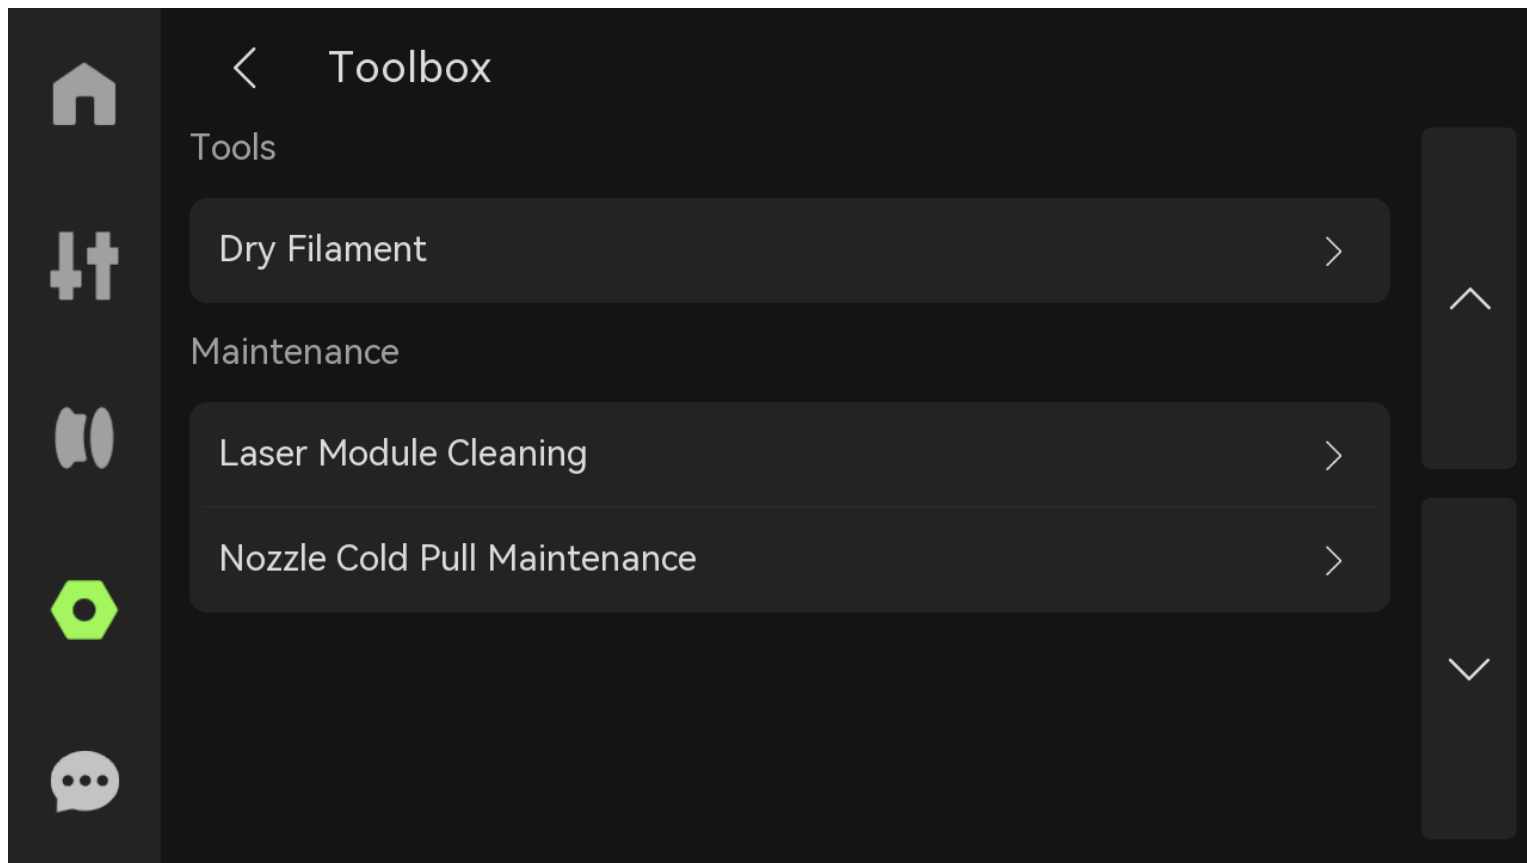 Toolbox
Tools
Dry Filament
Maintenance
Laser Module Cleaning
Nozzle Cold Pull Maintenance